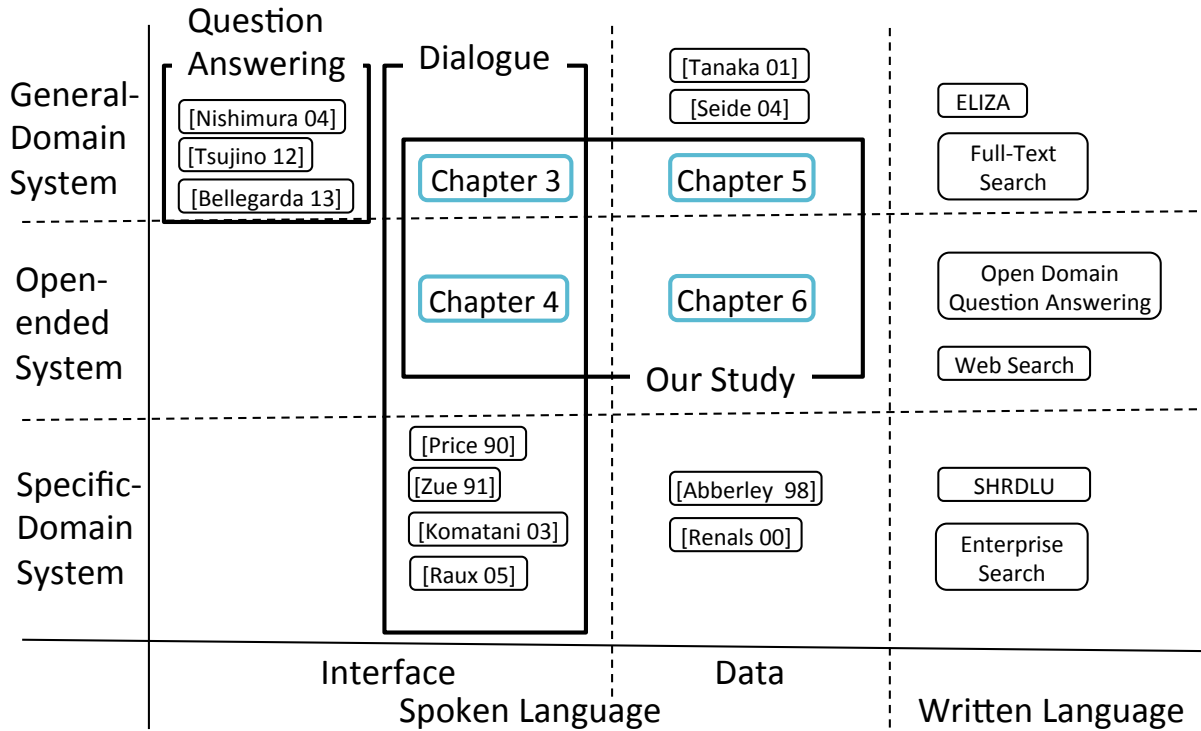 Question
Answering
Dialogue
General-
Domain
System
[Nishimura 04]
[Tsujino 12]
[Bellegarda 13]
Chapter 3
[Tanaka 01]
[Seide 04]
Chapter 5
ELIZA
Full-Text
Search
Open-
ended
System
Chapter 4
Chapter 6
Our Study
Open Domain
Question Answering
Web Search
Specific-
Domain
System
[Price 90]
[Zue 91]
[Komatani 03]
[Raux 05]
[Abberley 98]
[Renals 00]
SHRDLU
Enterprise
Search
Interface
Data
Spoken Language
Written Language